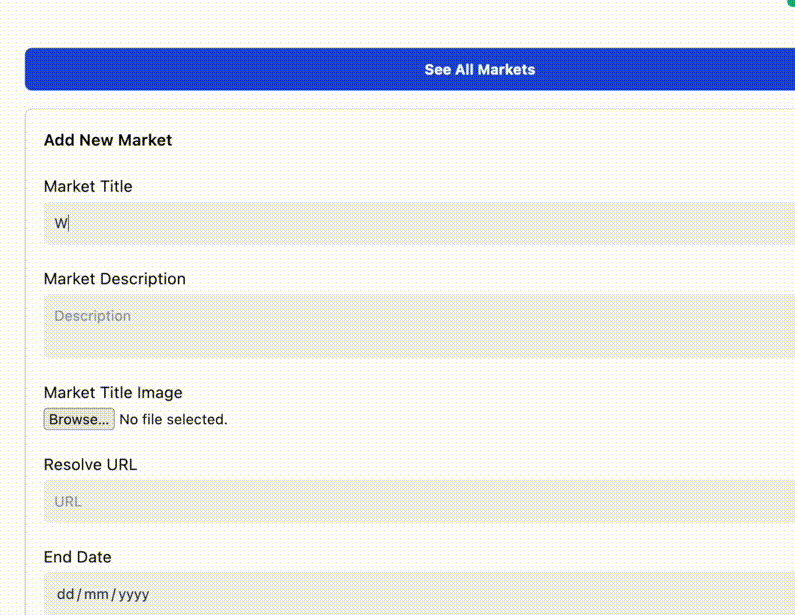 See All Markets
Add New Market
Market Title
W
Market Description
Description
Market Title Image
Browse... No file selected.
Resolve URL
URL
End Date
dd/mm/yyyy